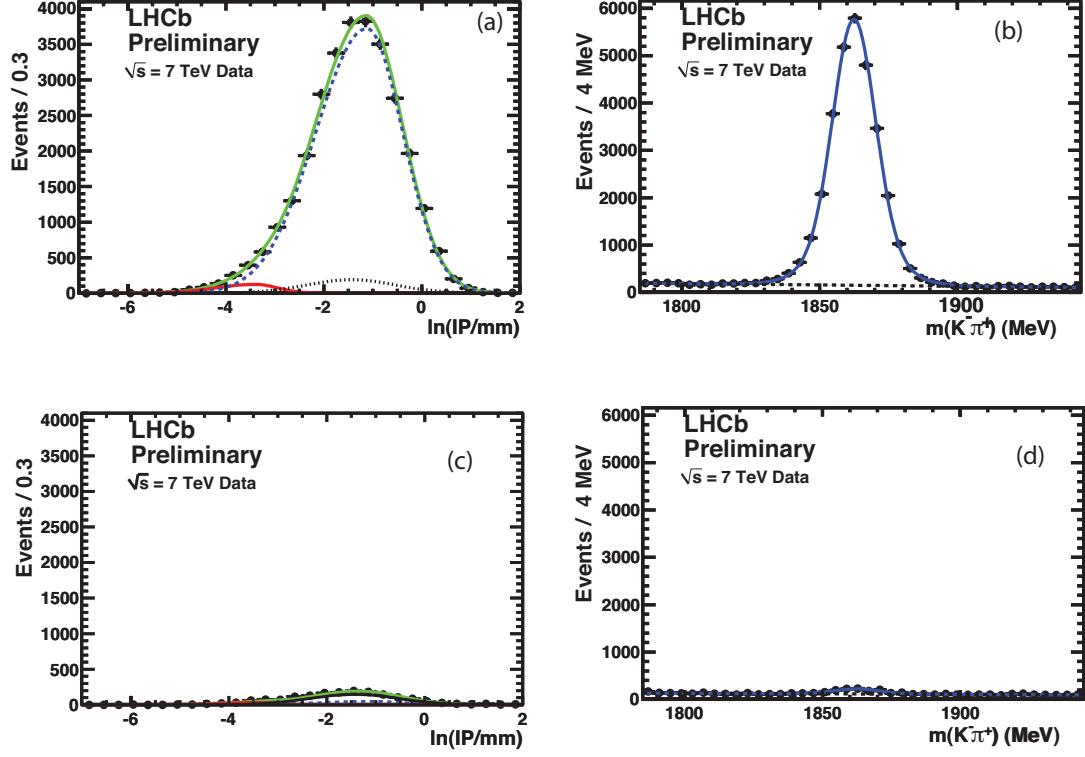 LHCb
Preliminary
√s = 7 TeV Data
(a)
Events / 0.3
4000
3500
3000
2500
2000
1500
1000
500
0
-6 -4 -2 0 2
ln(IP/mm)
LHCb
Preliminary
√s = 7 TeV Data
(b)
Events / 4 MeV
6000
5000
4000
3000
2000
1000
0
1800 1850 1900
m(K⁻π⁺) (MeV)
LHCb
Preliminary
√s = 7 TeV Data
(c)
Events / 0.3
4000
3500
3000
2500
2000
1500
1000
500
0
-6 -4 -2 0 2
ln(IP/mm)
LHCb
Preliminary
√s = 7 TeV Data
(d)
Events / 4 MeV
6000
5000
4000
3000
2000
1000
0
1800 1850 1900
m(K⁻π⁺) (MeV)